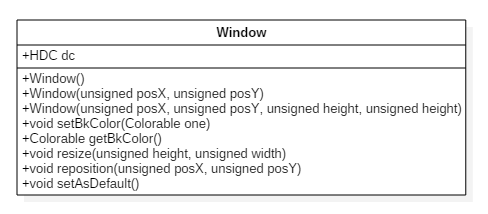 Window
+HDC dc
+Window()
+Window(unsigned posX, unsigned posY)
+Window(unsigned posX, unsigned posY, unsigned height, unsigned height)
+void setBkColor(Colorable one)
+Colorable getBkColor()
+void resize(unsigned height, unsigned width)
+void reposition(unsigned posX, unsigned posY)
+void setAsDefault()